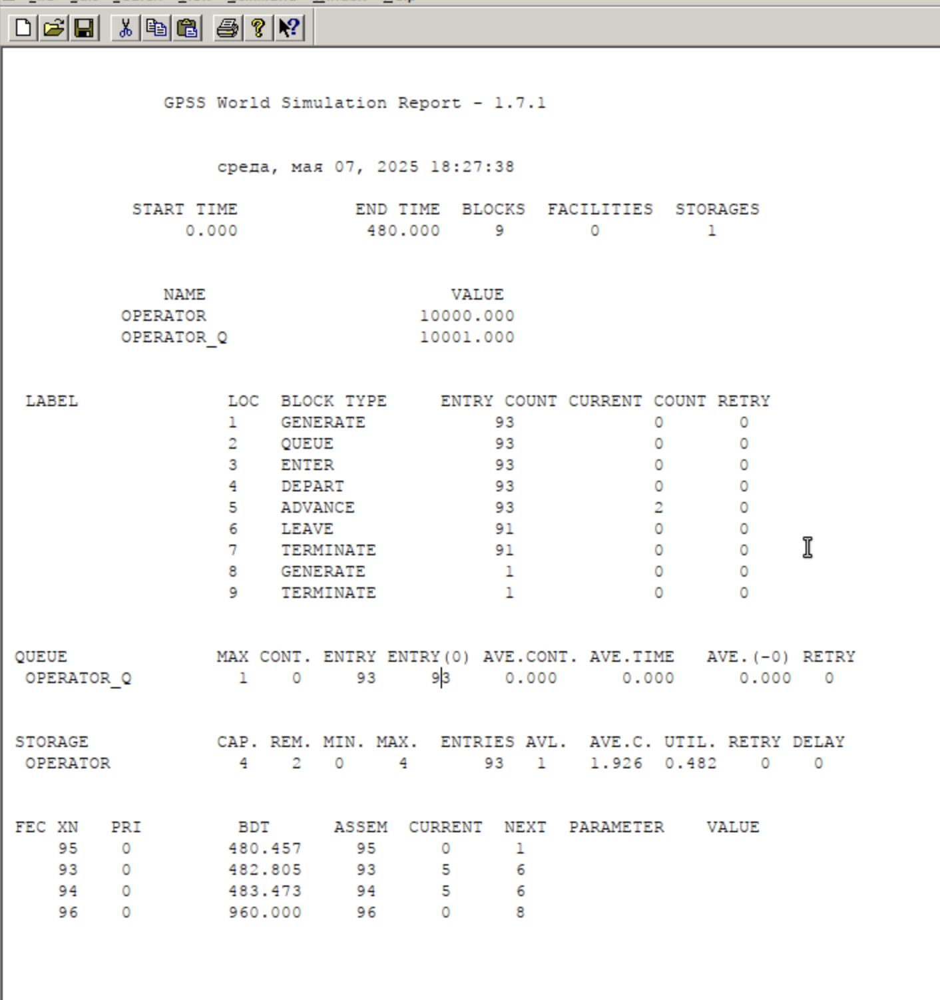 GPSS World Simulation Report - 1.7.1
среда, мая 07, 2025 18:27:38
START TIME END TIME BLOCKS FACILITIES STORAGES
0.000 480.000 9 0 1
NAME VALUE
OPERATOR 10000.000
OPERATOR_Q 10001.000
LABEL LOC BLOCK TYPE ENTRY COUNT CURRENT COUNT RETRY
1 GENERATE 93 0 0
2 QUEUE 93 0 0
3 ENTER 93 0 0
4 DEPART 93 0 0
5 ADVANCE 93 2 0
6 LEAVE 91 0 0
7 TERMINATE 91 0 0
8 GENERATE 1 0 0
9 TERMINATE 1 0 0
QUEUE MAX CONT. ENTRY ENTRY(0) AVE.CONT. AVE.TIME AVE.(-0) RETRY
OPERATOR_Q 1 0 93 93 0.000 0.000 0.000 0
STORAGE CAP. REM. MIN. MAX. ENTRIES AVL. AVE.C. UTIL. RETRY DELAY
OPERATOR 4 2 0 4 93 1 1.926 0.482 0 0
FEC XN PRI BDT ASSEM CURRENT NEXT PARAMETER VALUE
95 0 480.457 95 0 1
93 0 482.805 93 5 6
94 0 483.473 94 5 6
96 0 960.000 96 0 8